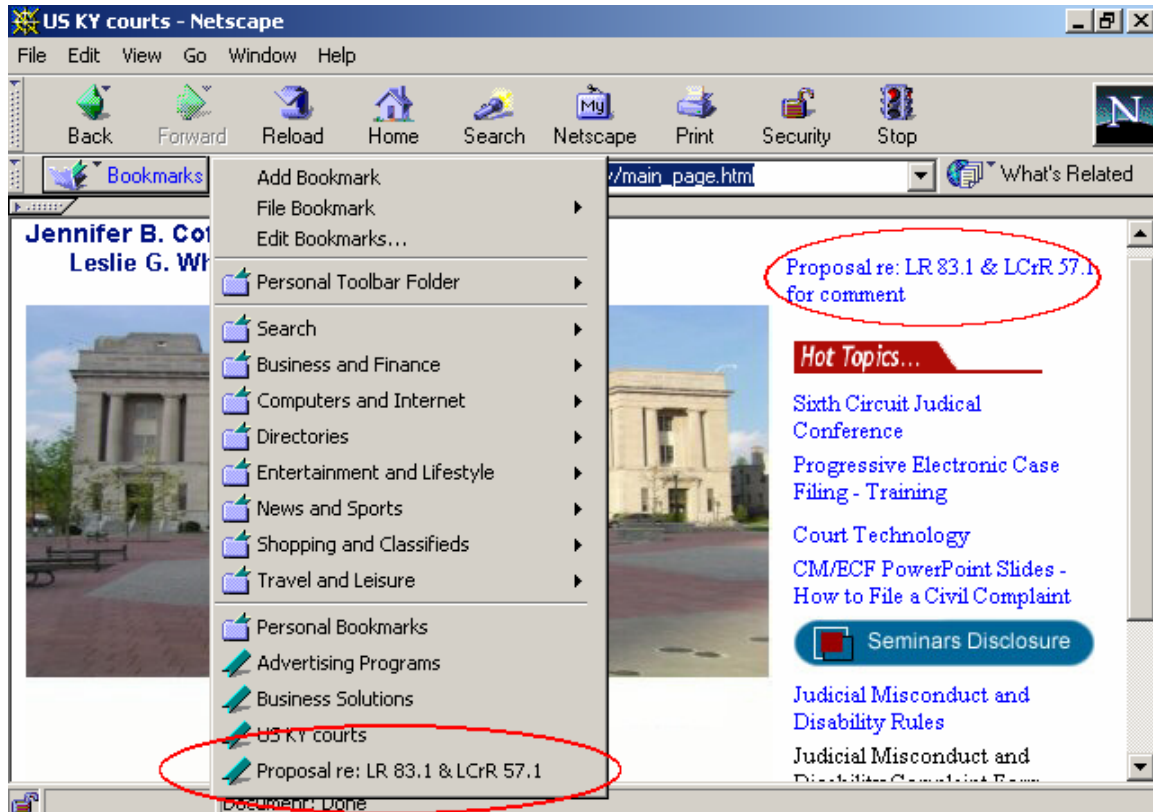 US KY courts - Netscape
File Edit View Go Window Help
Back Forward Reload Home Search Netscape Print Security Stop
My
N
Bookmarks
/main_page.html
What's Related
Add Bookmark
File Bookmark
Edit Bookmarks...
Personal Toolbar Folder
Search
Business and Finance
Computers and Internet
Directories
Entertainment and Lifestyle
News and Sports
Shopping and Classifieds
Travel and Leisure
Personal Bookmarks
Advertising Programs
Business Solutions
US KY courts
Proposal re: LR 83.1 & LCrR 57.1
Jennifer B.
Leslie G.
Proposal re: LR 83.1 & LCrR 57.1
for comment
Hot Topics...
Sixth Circuit Judical
Conference
Progressive Electronic Case
Filing - Training
Court Technology
CM/ECF PowerPoint Slides -
How to File a Civil Complaint
Seminars Disclosure
Judicial Misconduct and
Disability Rules
Judicial Misconduct and
Disability Complaint Form
Document: Done